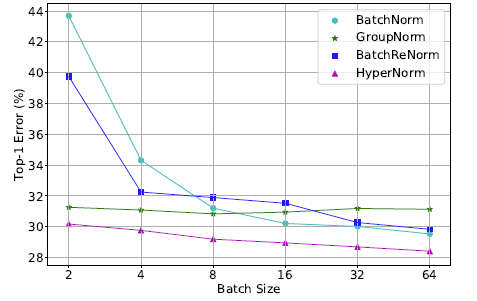 44
42
40
38
36
34
32
30
28
Top-1 Error (%)
BatchNorm
GroupNorm
BatchReNorm
HyperNorm
2 4 8 16 32 64
Batch Size